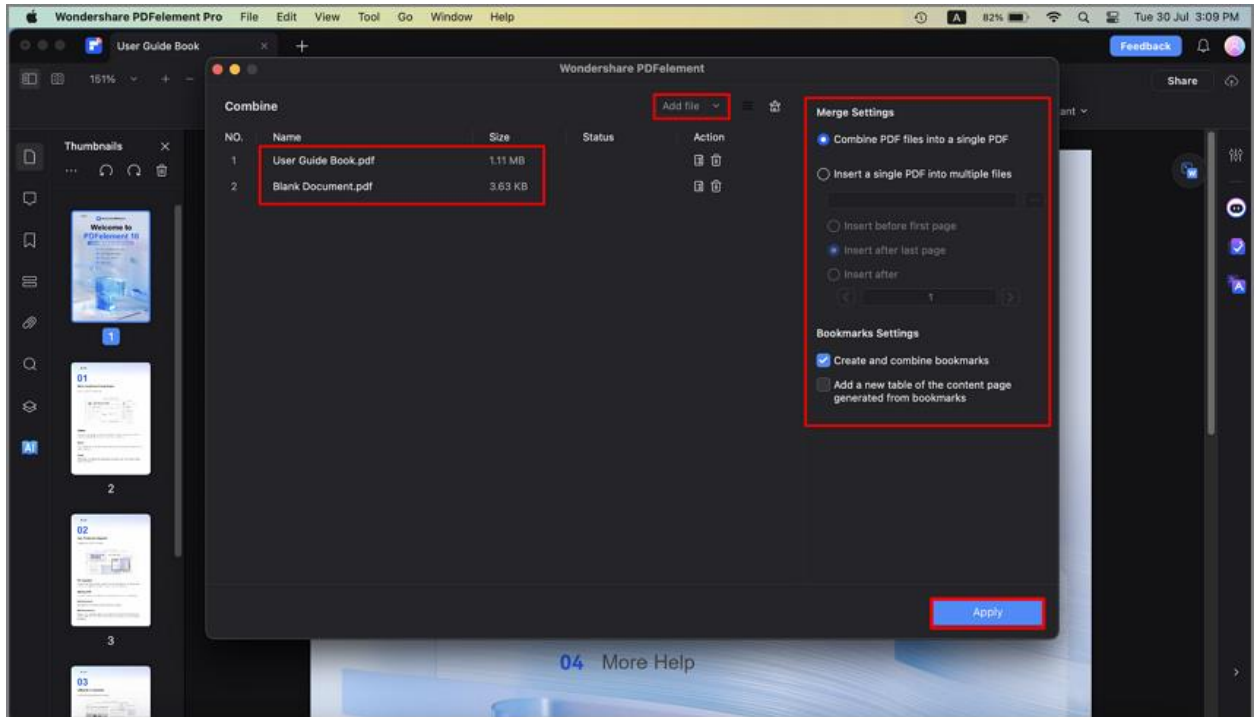 Wondershare PDFelement Pro File Edit View Tool Go Window Help A 82% Tue 30 Jul 3:09 PM
User Guide Book × + Feedback
161% + - Wondershare PDFelement Share
Combine Add file
Merge Settings
ant
NO. Name Size Status Action
Combine PDF files into a single PDF
Thumbnails ×
1 User Guide Book.pdf 1.11 MB
Insert a single PDF into multiple files
2 Blank Document.pdf 3.63 KB
Insert before first page
Insert after last page
Insert after
1
Bookmarks Settings
Create and combine bookmarks
Add a new table of the content page
generated from bookmarks
Welcome to
PDFelement 10
1
01
AI
2
02
3
03
Apply
04 More Help